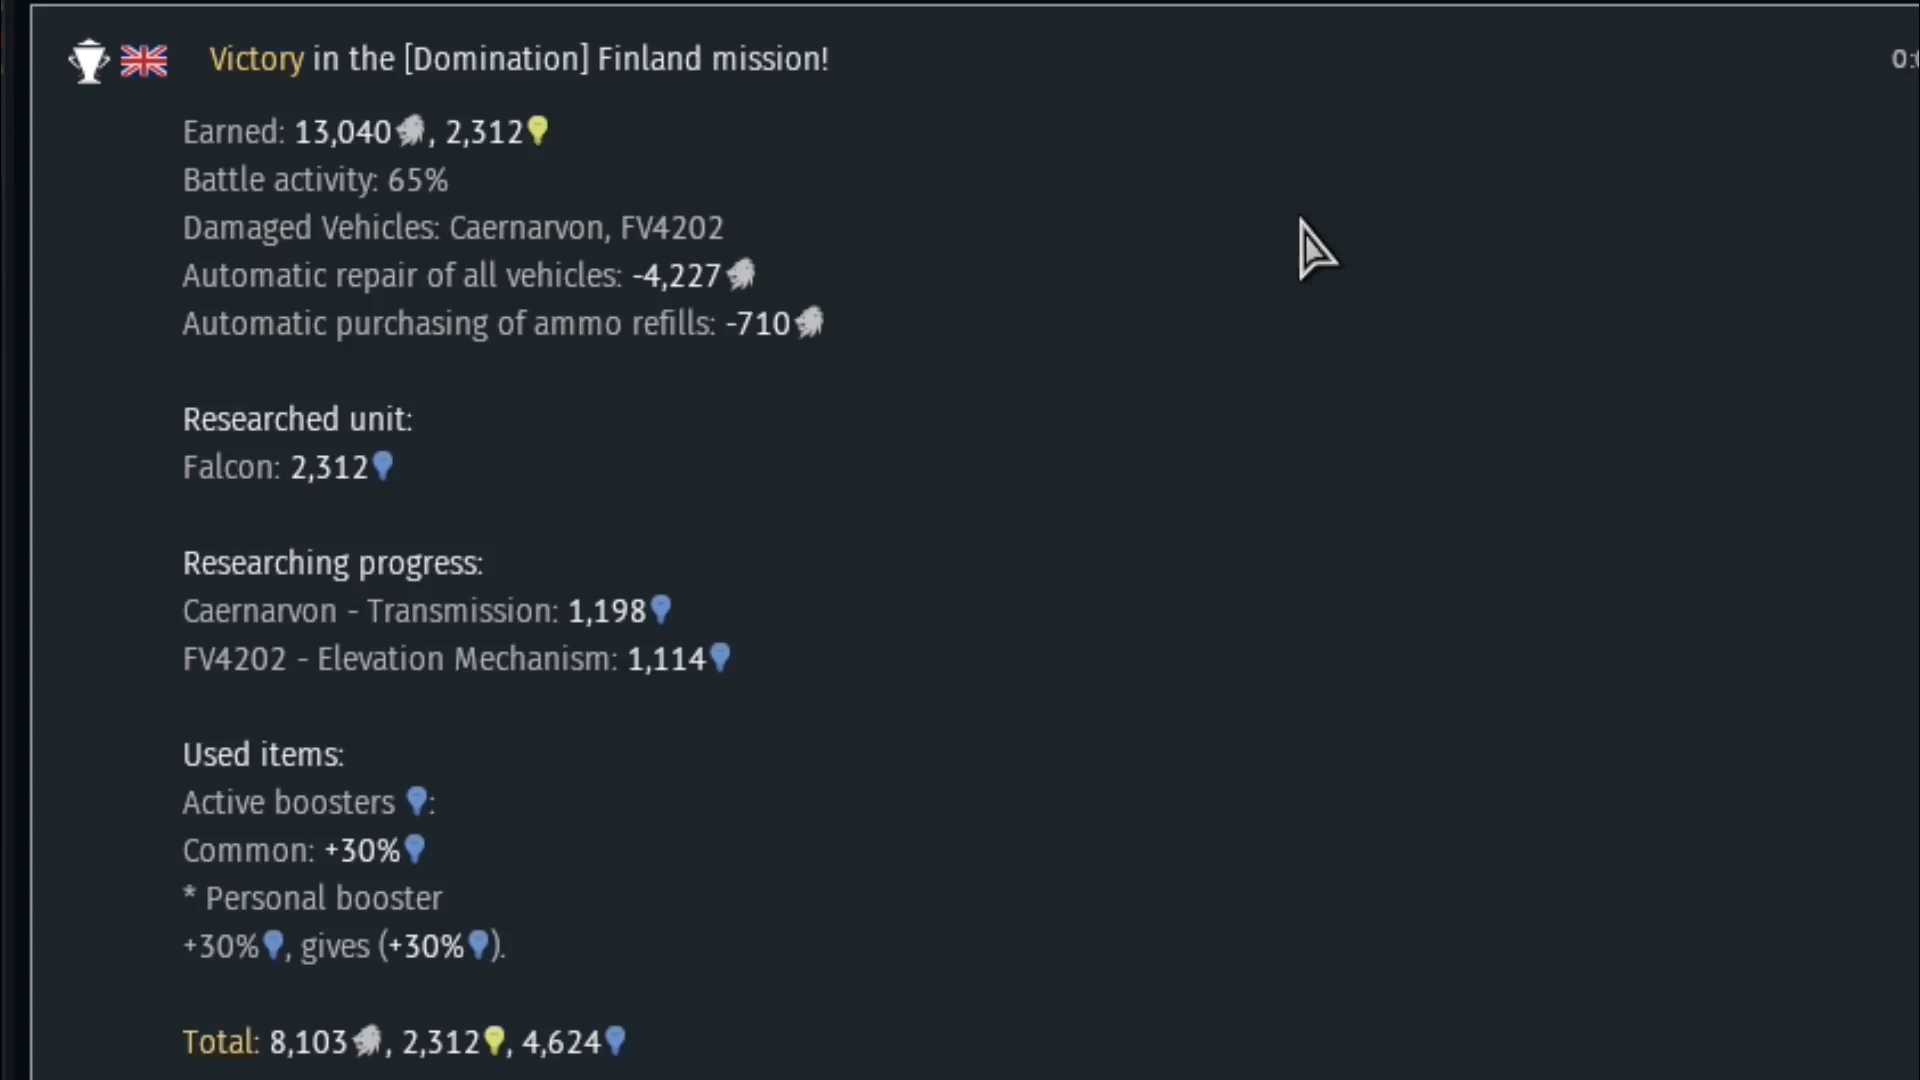 Victory in the [Domination] Finland mission!
Earned: 13,040, 2,312
Battle activity: 65%
Damaged Vehicles: Caernarvon, FV4202
Automatic repair of all vehicles: -4,227
Automatic purchasing of ammo refills: -710
Researched unit:
Falcon: 2,312
Researching progress:
Caernarvon - Transmission: 1,198
FV4202 - Elevation Mechanism: 1,114
Used items:
Active boosters :
Common: +30%
* Personal booster
+30%, gives (+30%).
Total: 8,103, 2,312, 4,624